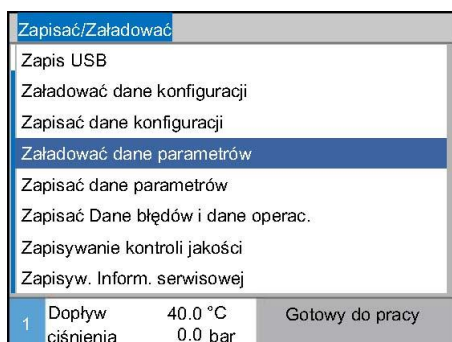 Zapisać/Załadować
Zapis USB
Załadować dane konfiguracji
Zapisać dane konfiguracji
Załadować dane parametrów
Zapisać dane parametrów
Zapisać Dane błędów i dane operac.
Zapisywanie kontroli jakości
Zapisyw. Inform. serwisowej
1 Dopływ 40.0 °C Gotowy do pracy
ciśnienia 0.0 bar